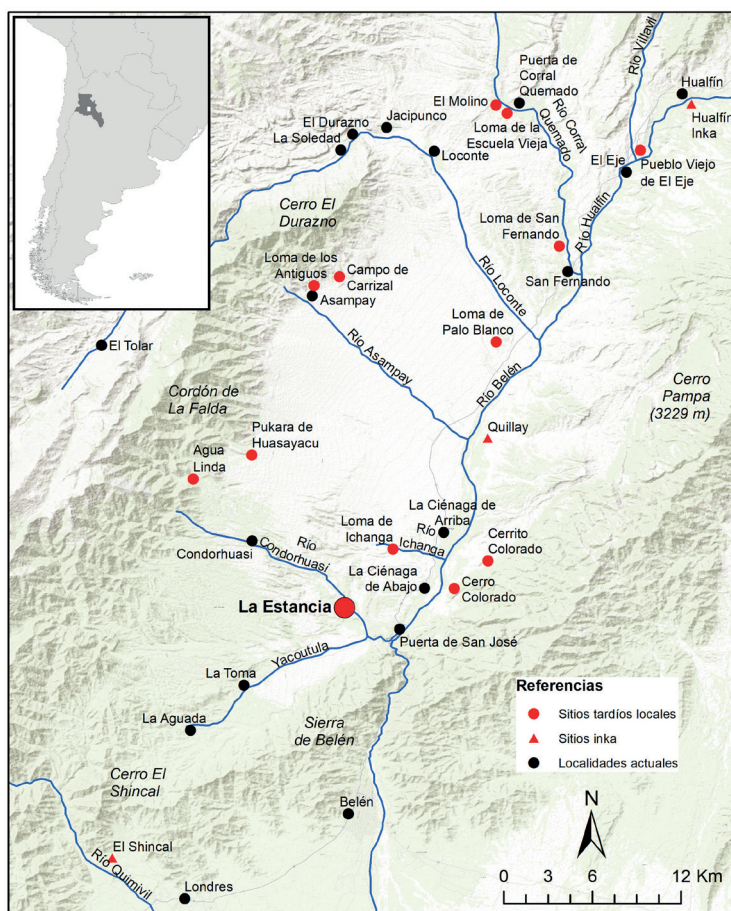 Río Villavil
Puerta de
Corral
Quemado
Hualfín
El Molino
Río Corral
Quemado
Hualfín
Inka
El Durazno
Jacipunco
La Soledad
Loma de la
Escuela Vieja
Loconte
El Eje
Pueblo Viejo
de El Eje
Cerro El
Durazno
Loma de San
Fernando
Río Hualfín
Loma de los
Antiguos
Campo de
Carrizal
Río Loconte
San Fernando
Asampay
Loma de
Palo Blanco
El Tolar
Río Asampay
Río Belén
Cerro
Pampa
(3229 m)
Cordón de
La Falda
Pukara de
Huasayacu
Quillay
Agua
Linda
La Ciénaga de
Arriba
Loma de
Ichanga
Río
Ichanga
Cerrito
Colorado
Condorhuasi
Río
Condorhuasi
La Ciénaga
de Abajo
Cerro
Colorado
La Estancia
Puerta de San José
Yacoutula
La Toma
La Aguada
Sierra
de Belén
Referencias
Sitios tardíos locales
Sitios inka
Localidades actuales
Cerro El
Shincal
Belén
N
El Shincal
Río Quimivil
Londres
0 3 6 12 Km